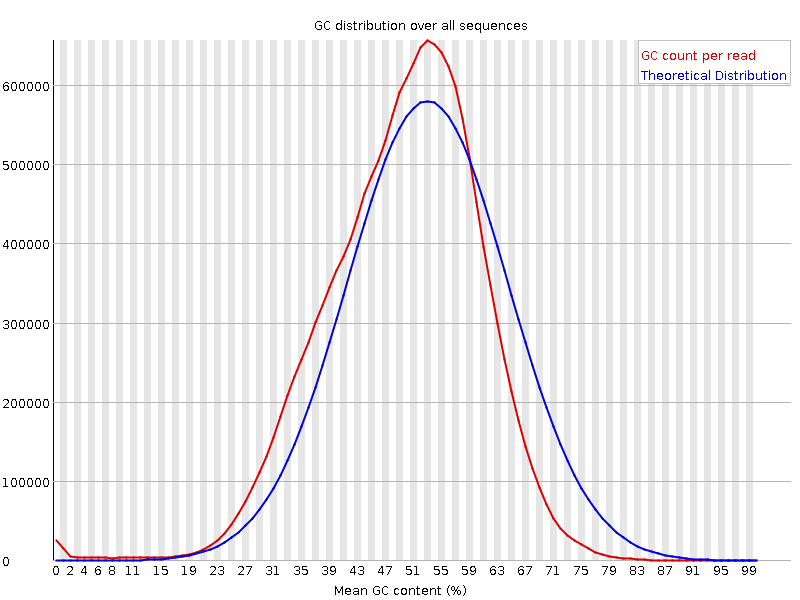 GC distribution over all sequences
GC count per read
Theoretical Distribution
600000
500000
400000
300000
200000
100000
0
0 2 4 6 8 11 15 19 23 27 31 35 39 43 47 51 55 59 63 67 71 75 79 83 87 91 95 99
Mean GC content (%)